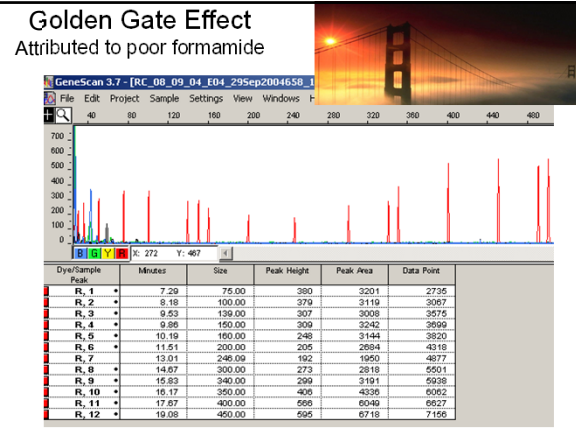 Golden Gate Effect
Attributed to poor formamide
GeneScan 3.7 - [RC_08_09_04_E04_29Sep2004658_1
File Edit Project Sample Settings View Windows H
40 80 120 160 200 240 280 320 360 400 440 480
700
600
500
400
300
200
100
0
B G Y R X: 272 Y: 467
Dye/Sample Peak Minutes Size Peak Height Peak Area Data Point
R, 1 • 7.29 75.00 380 3201 2735
R, 2 • 8.18 100.00 379 3119 3067
R, 3 • 9.53 139.00 307 3008 3575
R, 4 • 9.86 150.00 309 3242 3699
R, 5 • 10.19 160.00 248 3144 3820
R, 6 • 11.51 200.00 205 2684 4318
R, 7 13.01 246.09 192 1950 4877
R, 8 • 14.67 300.00 273 2818 5501
R, 9 • 15.83 340.00 299 3191 5938
R, 10 • 16.17 350.00 406 4336 6062
R, 11 • 17.67 400.00 566 6049 6627
R, 12 • 19.08 450.00 595 6718 7156